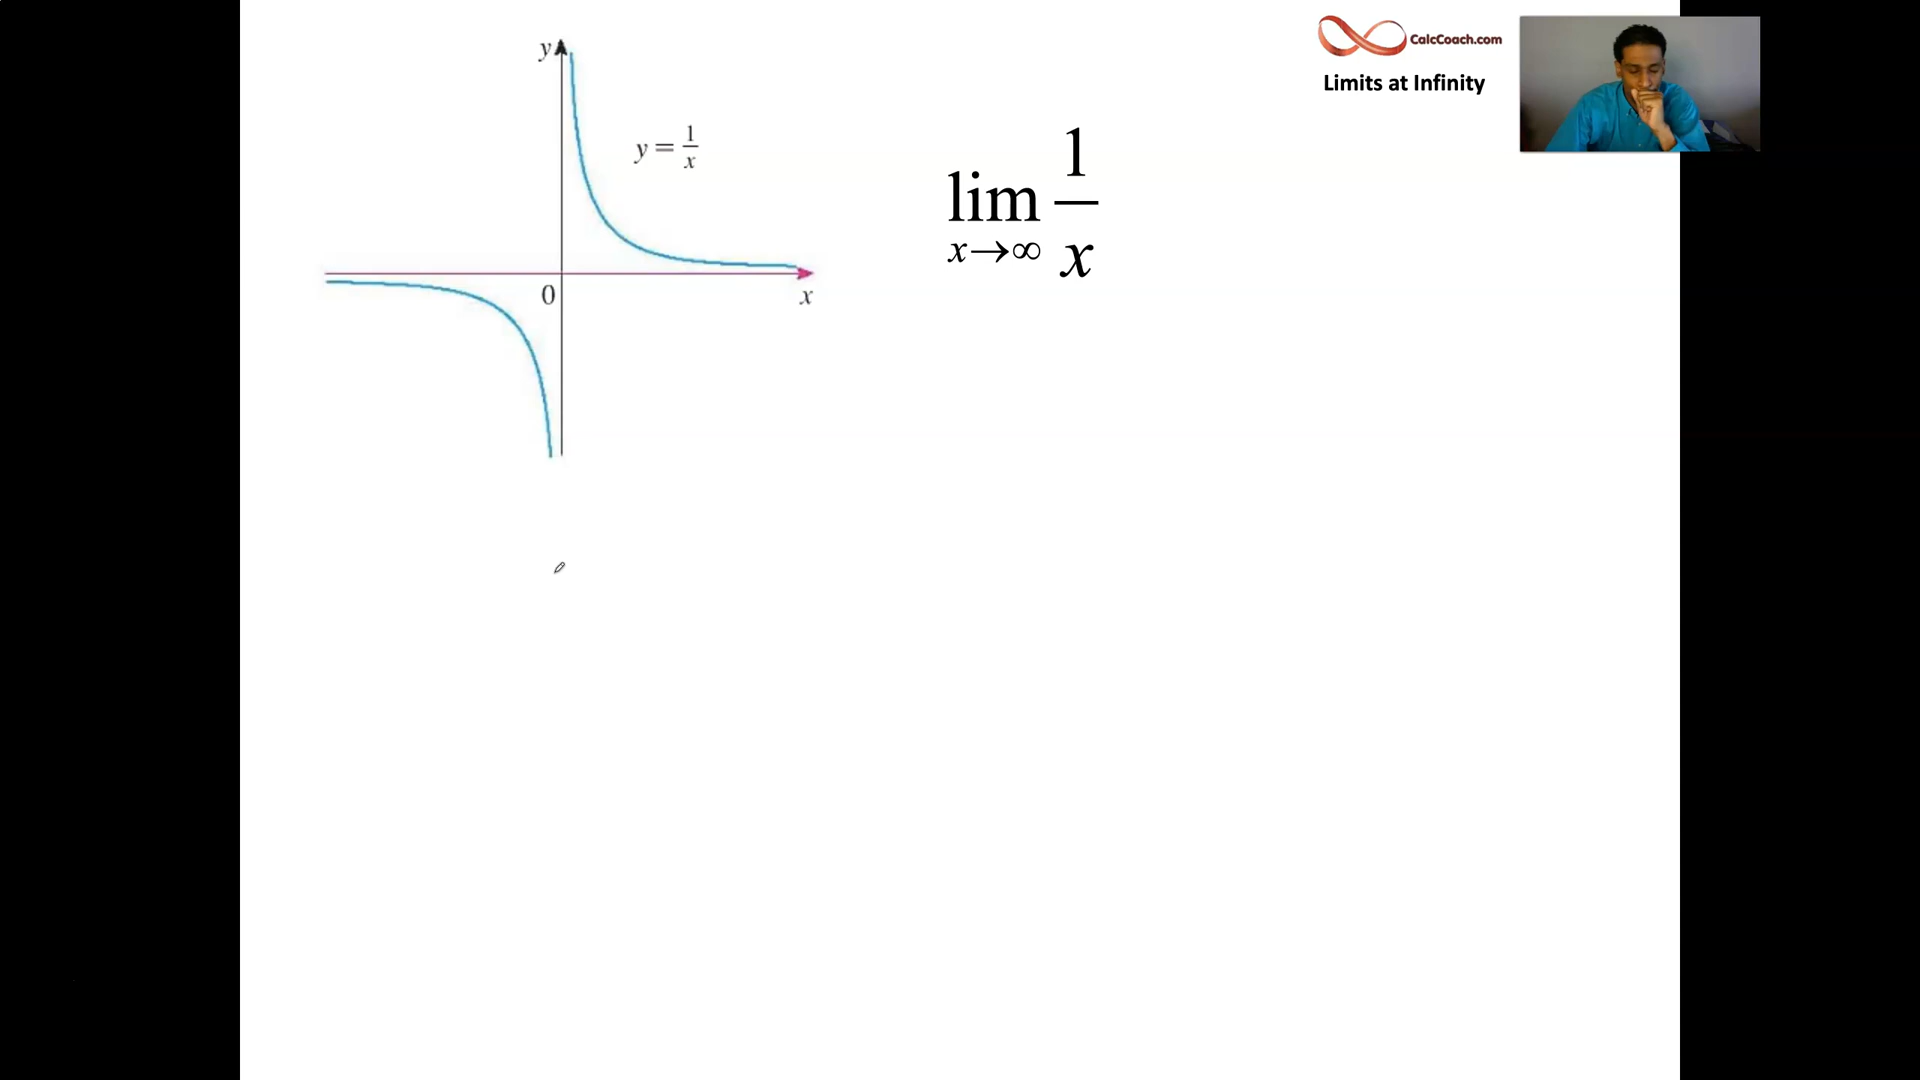 y
y = 1/x
0
x
CalcCoach.com
Limits at Infinity
lim 1/x
x→∞